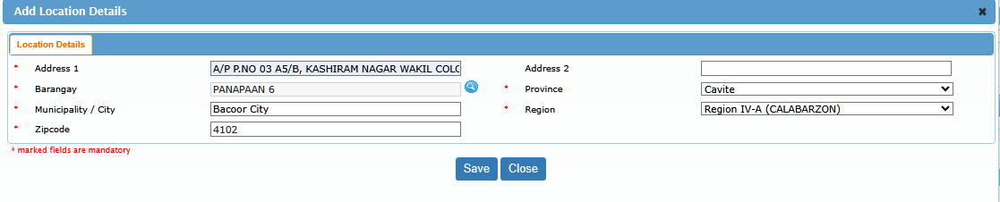 Add Location Details
Location Details
* Address 1 A/P P.NO 03 A5/B, KASHIRAM NAGAR WAKIL Address 2
* Barangay PANAPAAN 6 * Province Cavite
* Municipality / City Bacoor City * Region Region IV-A (CALABARZON)
* Zipcode 4102
* marked fields are mandatory
Save Close